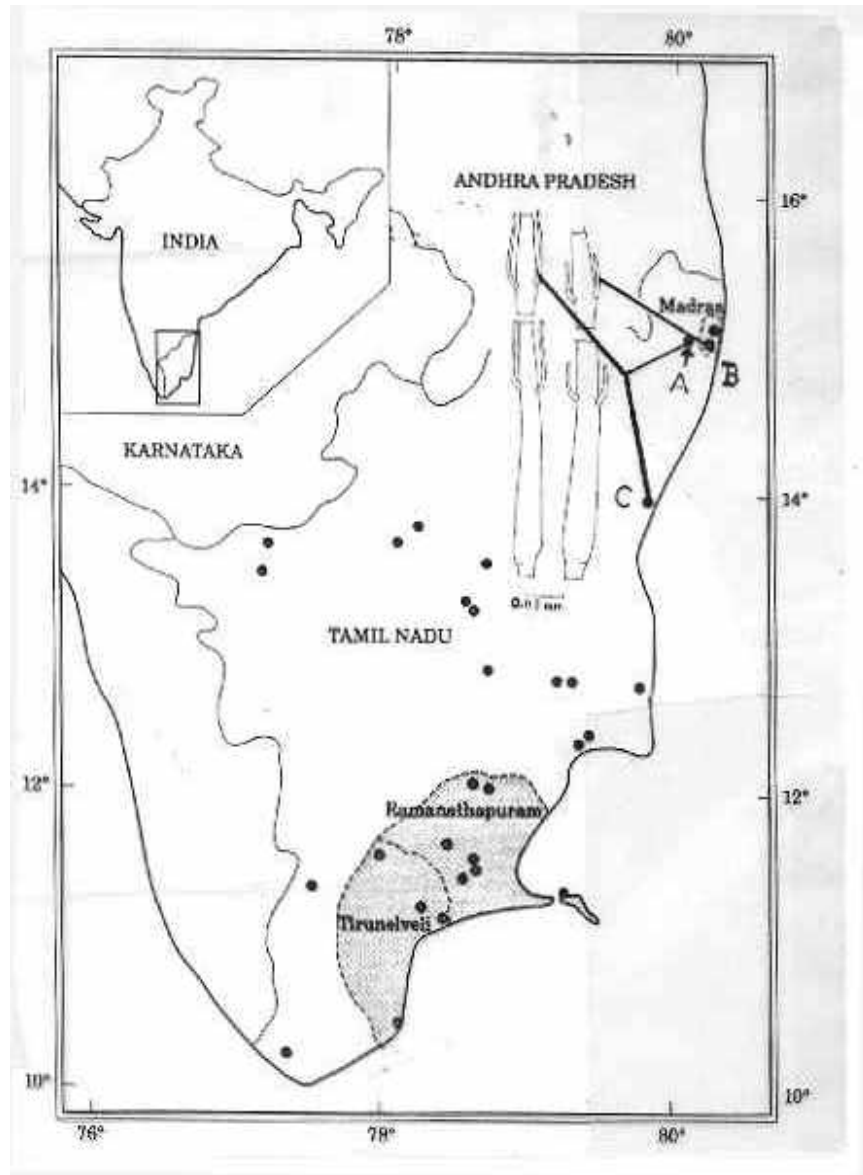 78° 80°
ANDHRA PRADESH
16° 16°
INDIA
Madras
A B
KARNATAKA
14° C 14°
TAMIL NADU
12° 12°
Ramanathapuram
Tirunelveli
10° 10°
76° 78° 80°